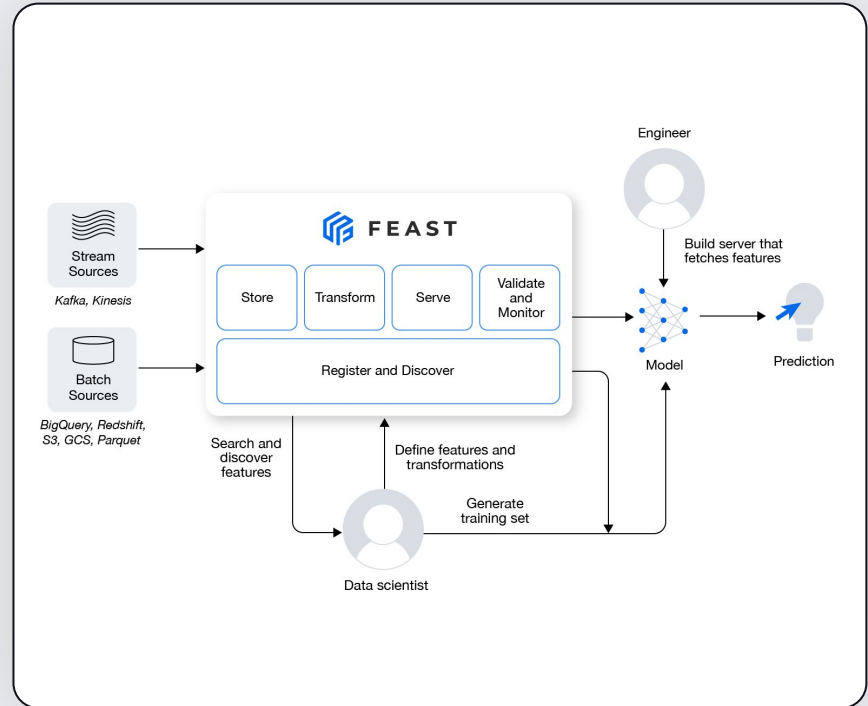 Engineer
Build server that
fetches features
Stream
Sources
Kafka, Kinesis
Batch
Sources
BigQuery, Redshift,
S3, GCS, Parquet
FEAST
Store
Transform
Serve
Validate
and
Monitor
Register and Discover
Model
Prediction
Search and
discover
features
Define features and
transformations
Generate
training set
Data scientist